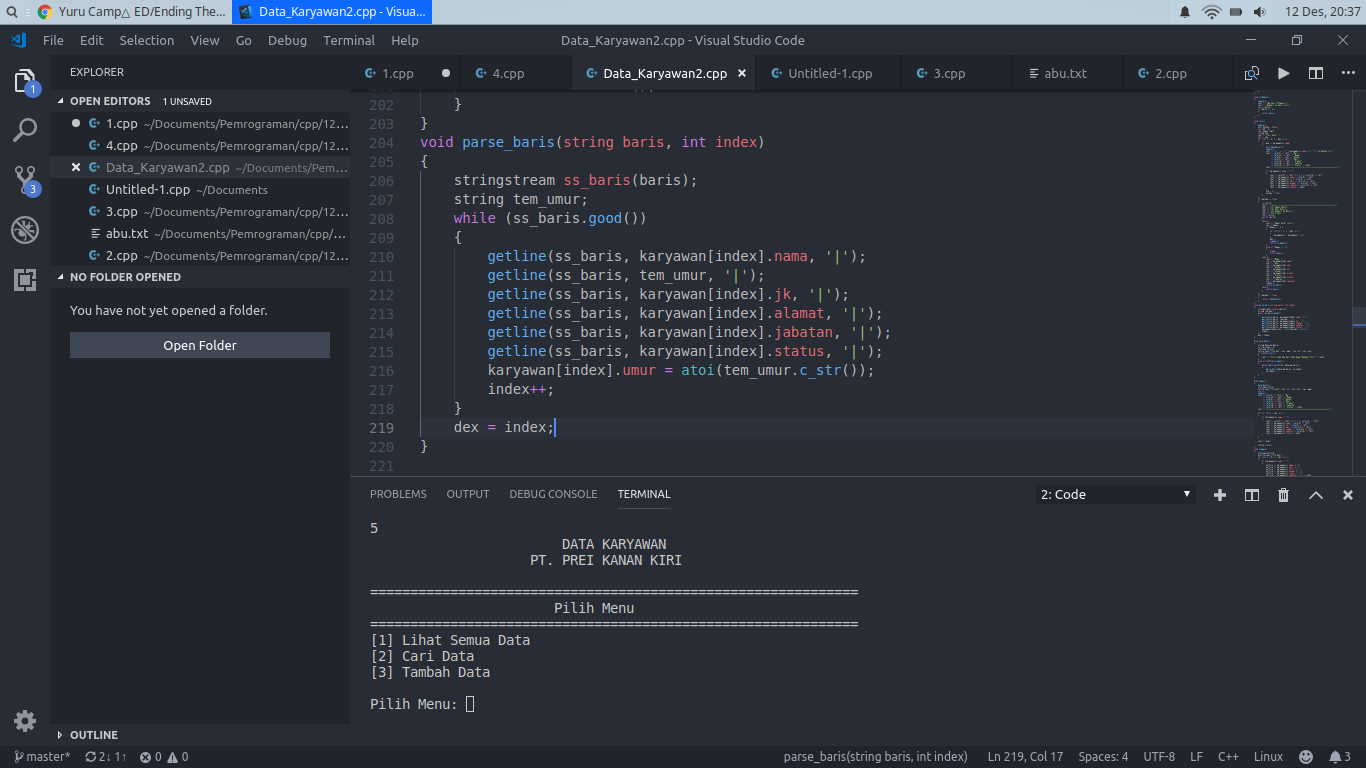 Yuru Camp△ ED/Ending The... Data_Karyawan2.cpp - Visua... 12 Des, 20:37
File Edit Selection View Go Debug Terminal Help Data_Karyawan2.cpp - Visual Studio Code
EXPLORER
1.cpp 4.cpp Data_Karyawan2.cpp Untitled-1.cpp 3.cpp abu.txt 2.cpp
1
3
OPEN EDITORS 1 UNSAVED
1.cpp ~/Documents/Pemrograman/cpp/12...
4.cpp ~/Documents/Pemrograman/cpp/12...
Data_Karyawan2.cpp ~/Documents/Pem...
Untitled-1.cpp ~/Documents
3.cpp ~/Documents/Pemrograman/cpp/12...
abu.txt ~/Documents/Pemrograman/cpp/...
2.cpp ~/Documents/Pemrograman/cpp/12...
NO FOLDER OPENED
You have not yet opened a folder.
Open Folder
OUTLINE
202 }
203 }
204 void parse_baris(string baris, int index)
205 {
206 stringstream ss_baris(baris);
207 string tem_umur;
208 while (ss_baris.good())
209 {
210 getline(ss_baris, karyawan[index].nama, '|');
211 getline(ss_baris, tem_umur, '|');
212 getline(ss_baris, karyawan[index].jk, '|');
213 getline(ss_baris, karyawan[index].alamat, '|');
214 getline(ss_baris, karyawan[index].jabatan, '|');
215 getline(ss_baris, karyawan[index].status, '|');
216 karyawan[index].umur = atoi(tem_umur.c_str());
217 index++;
218 }
219 dex = index;
220 }
221
PROBLEMS OUTPUT DEBUG CONSOLE TERMINAL 2: Code
5
DATA KARYAWAN
PT. PREI KANAN KIRI
=============================================================
Pilih Menu
=============================================================
[1] Lihat Semua Data
[2] Cari Data
[3] Tambah Data
Pilih Menu:
master* 2↓ 1↑ 0 0 parse_baris(string baris, int index) Ln 219, Col 17 Spaces: 4 UTF-8 LF C++ Linux 3